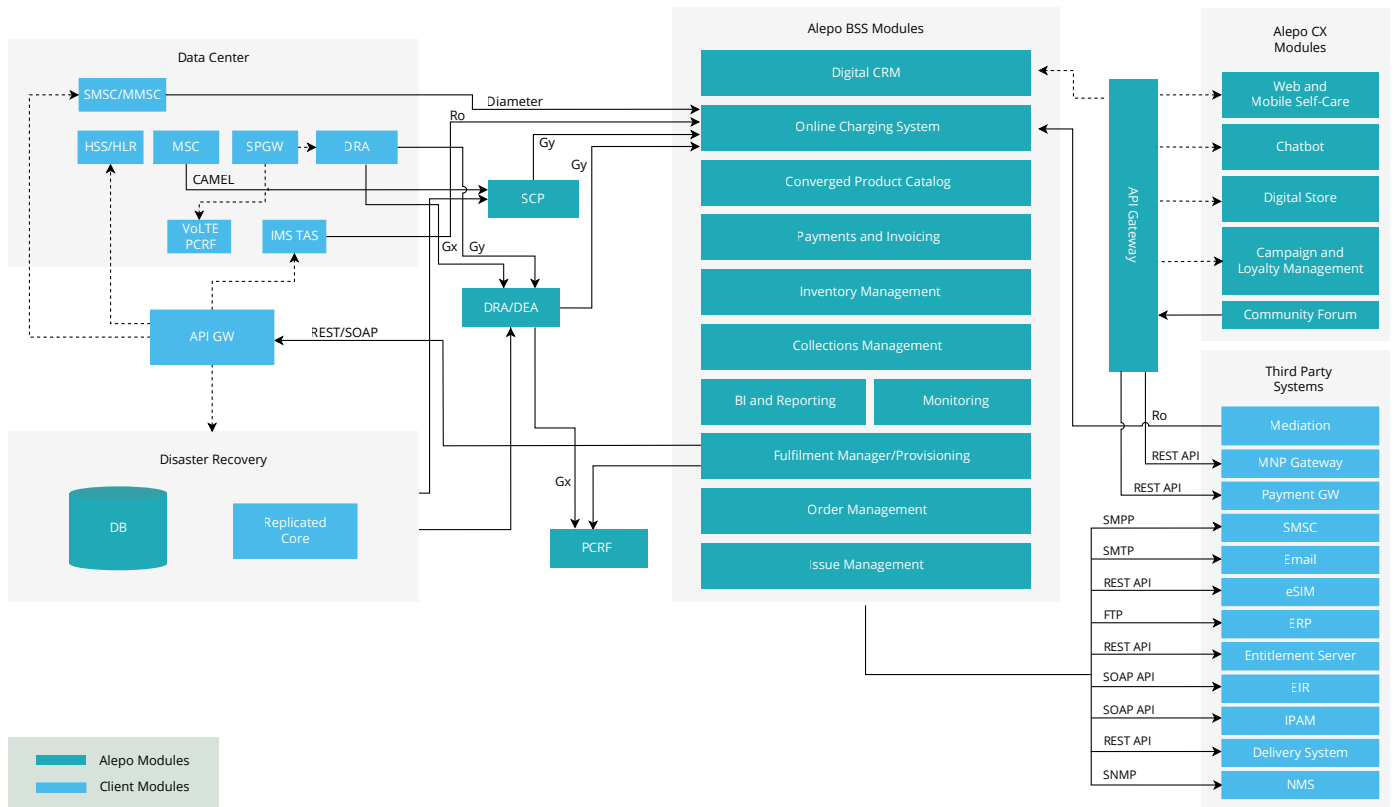 Data Center
SMSC/MMSC
HSS/HLR
MSC
SPGW
DRA
CAMEL
VoLTE
PCRF
IMS TAS
API GW
REST/SOAP
Disaster Recovery
DB
Replicated
Core
Diameter
Ro
Gy
Gy
SCP
Gx
Gy
DRA/DEA
Gx
PCRF
Alepo BSS Modules
Digital CRM
Online Charging System
Converged Product Catalog
Payments and Invoicing
Inventory Management
Collections Management
BI and Reporting
Monitoring
Fulfilment Manager/Provisioning
Order Management
Issue Management
API Gateway
Alepo CX
Modules
Web and
Mobile Self-Care
Chatbot
Digital Store
Campaign and
Loyalty Management
Community Forum
Third Party
Systems
Ro
Mediation
REST API
MNP Gateway
REST API
Payment GW
SMPP
SMSC
SMTP
Email
REST API
eSIM
FTP
ERP
REST API
Entitlement Server
SOAP API
EIR
SOAP API
IPAM
REST API
Delivery System
SNMP
NMS
Alepo Modules
Client Modules